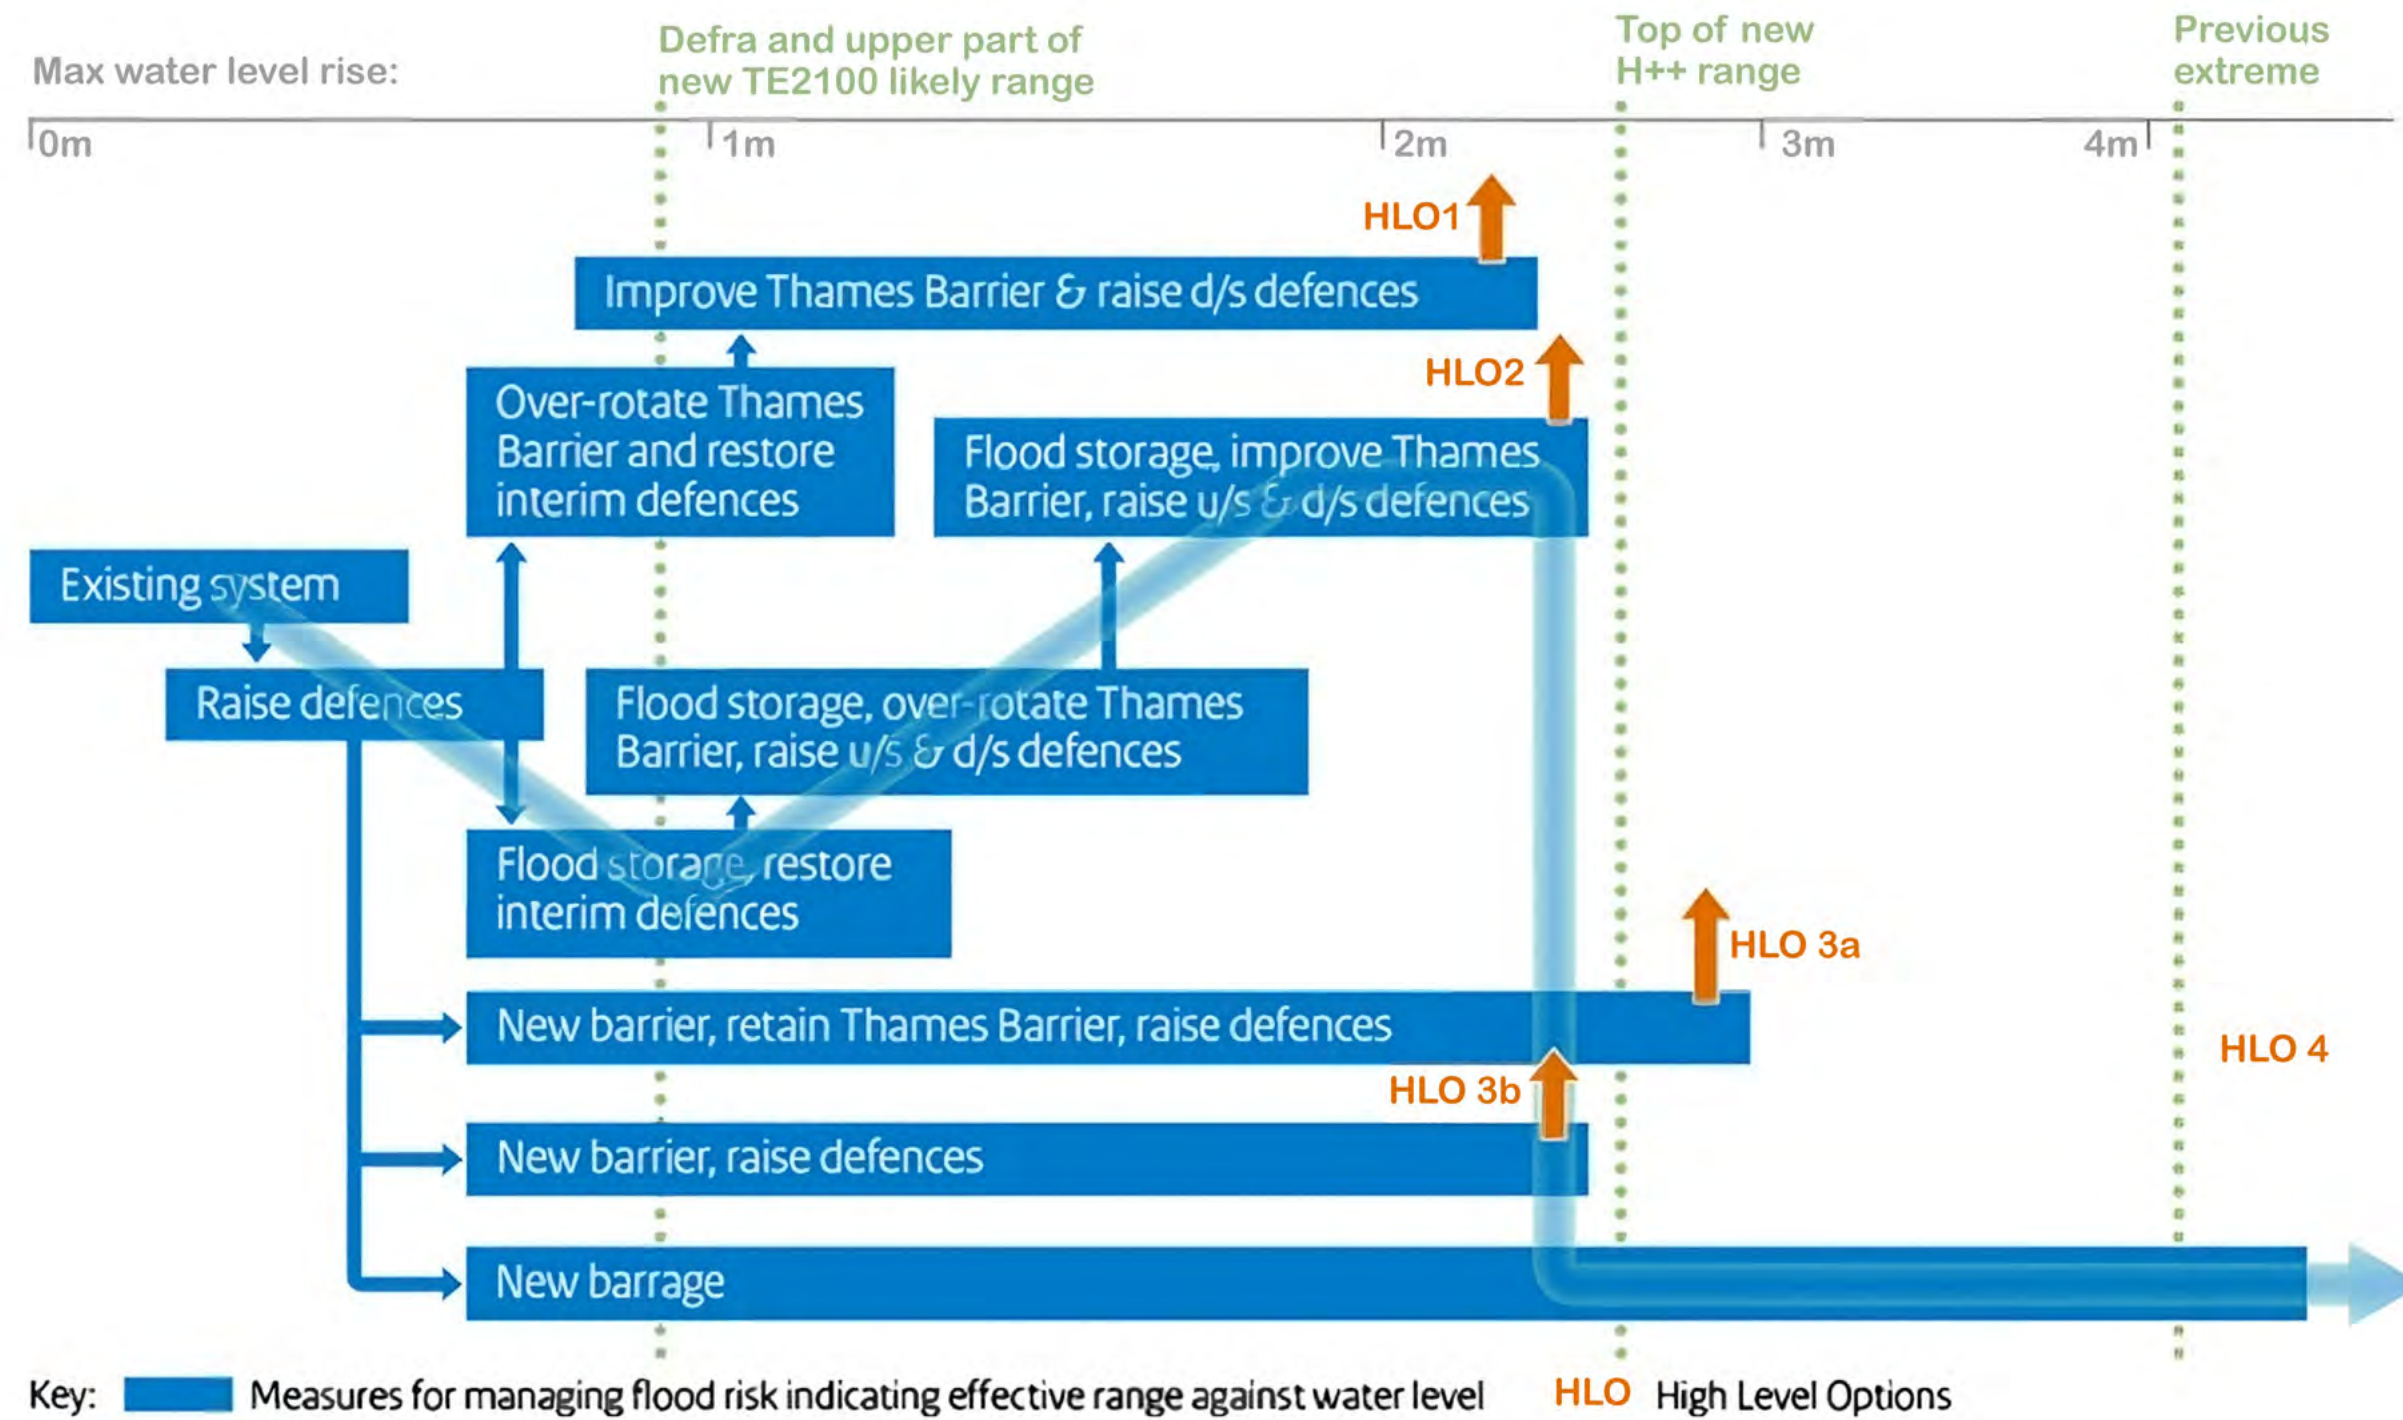 Max water level rise:
Defra and upper part of
new TE2100 likely range
Top of new
H++ range
Previous
extreme
0m
1m
2m
3m
4m
HLO1
Improve Thames Barrier & raise d/s defences
HLO2
Over-rotate Thames
Barrier and restore
interim defences
Flood storage, improve Thames
Barrier, raise u/s & d/s defences
Existing system
Raise defences
Flood storage, over-rotate Thames
Barrier, raise u/s & d/s defences
Flood storage, restore
interim defences
HLO 3a
New barrier, retain Thames Barrier, raise defences
HLO 4
HLO 3b
New barrier, raise defences
New barrage
Key:
Measures for managing flood risk indicating effective range against water level
HLO
High Level Options